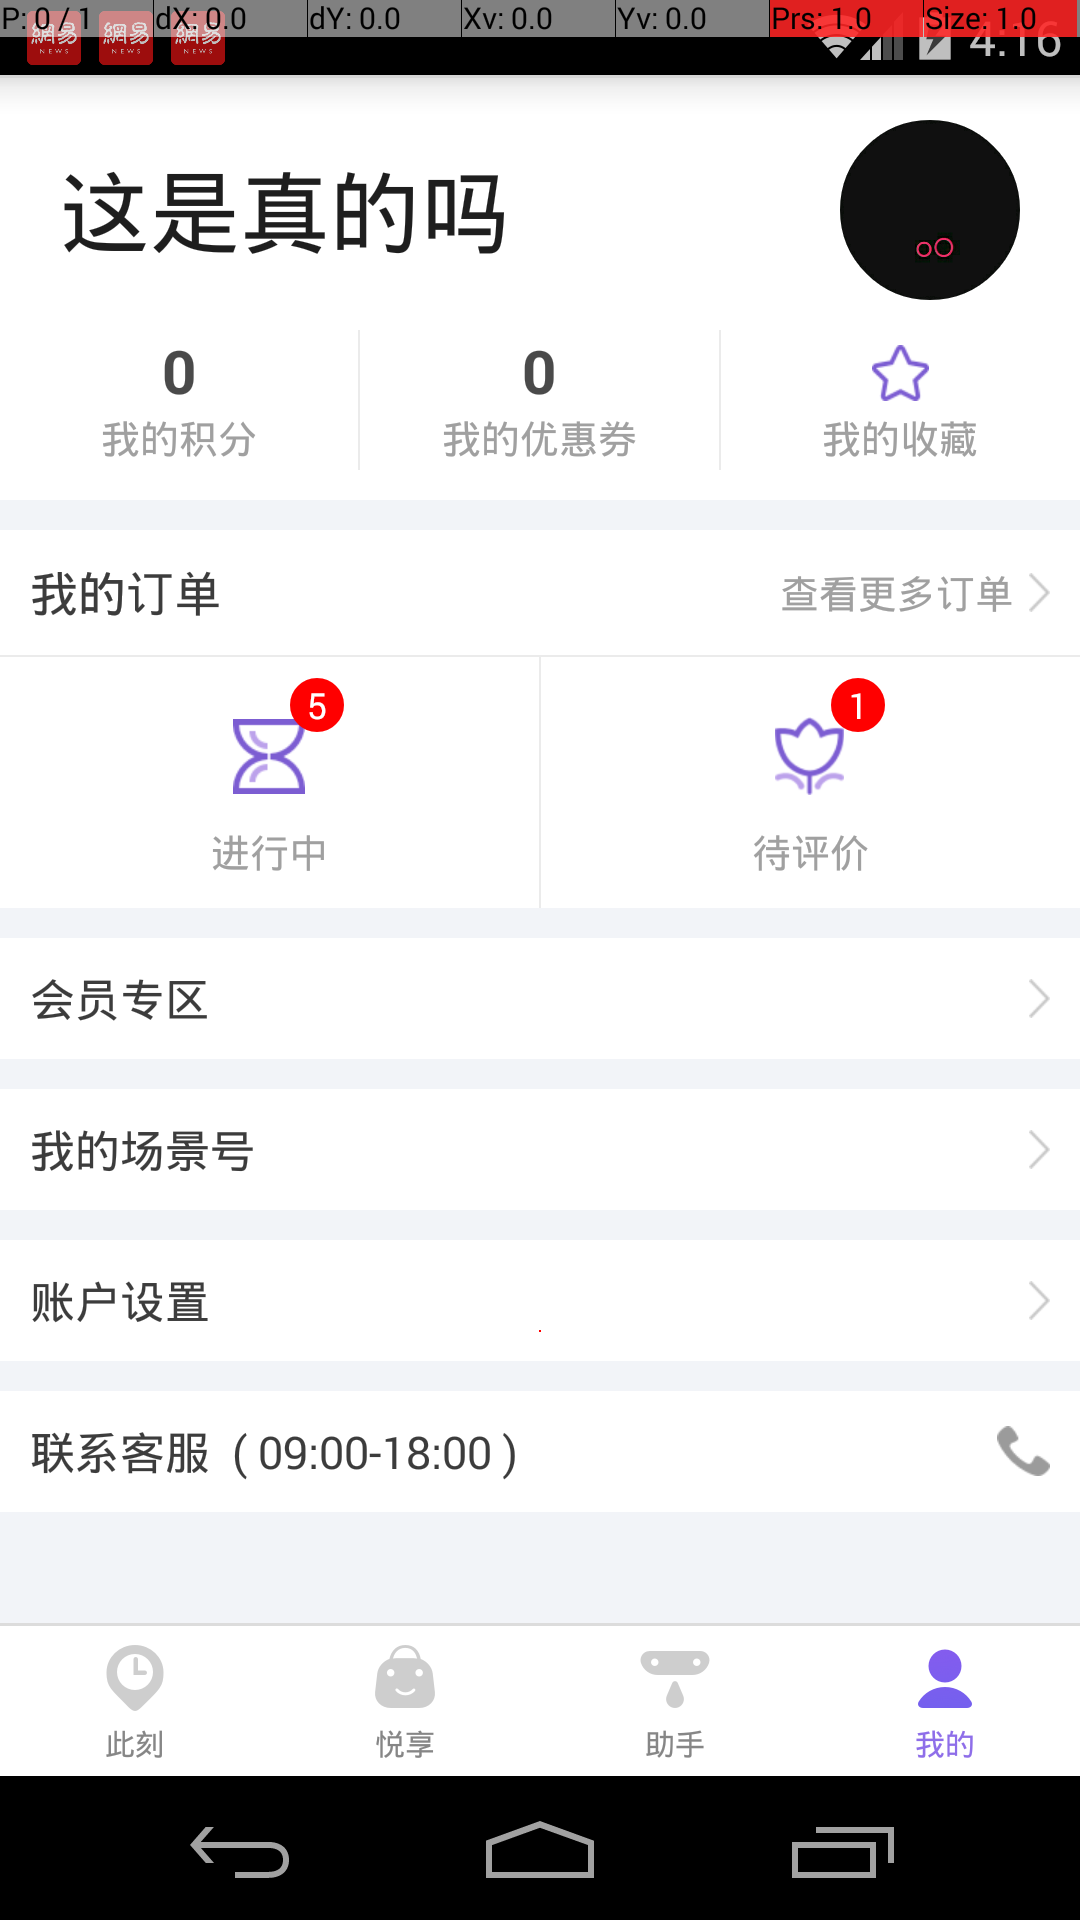 P: 0 / 1 dX: 0.0 dY: 0.0 Xv: 0.0 Yv: 0.0 Prs: 1.0 Size: 1.0
網易 網易 網易
NEWS NEWS NEWS
4:16
这是真的吗
0 0
我的积分 我的优惠券 我的收藏
我的订单 查看更多订单
5 1
进行中 待评价
会员专区
我的场景号
账户设置
联系客服 ( 09:00-18:00 )
此刻 悦享 助手 我的